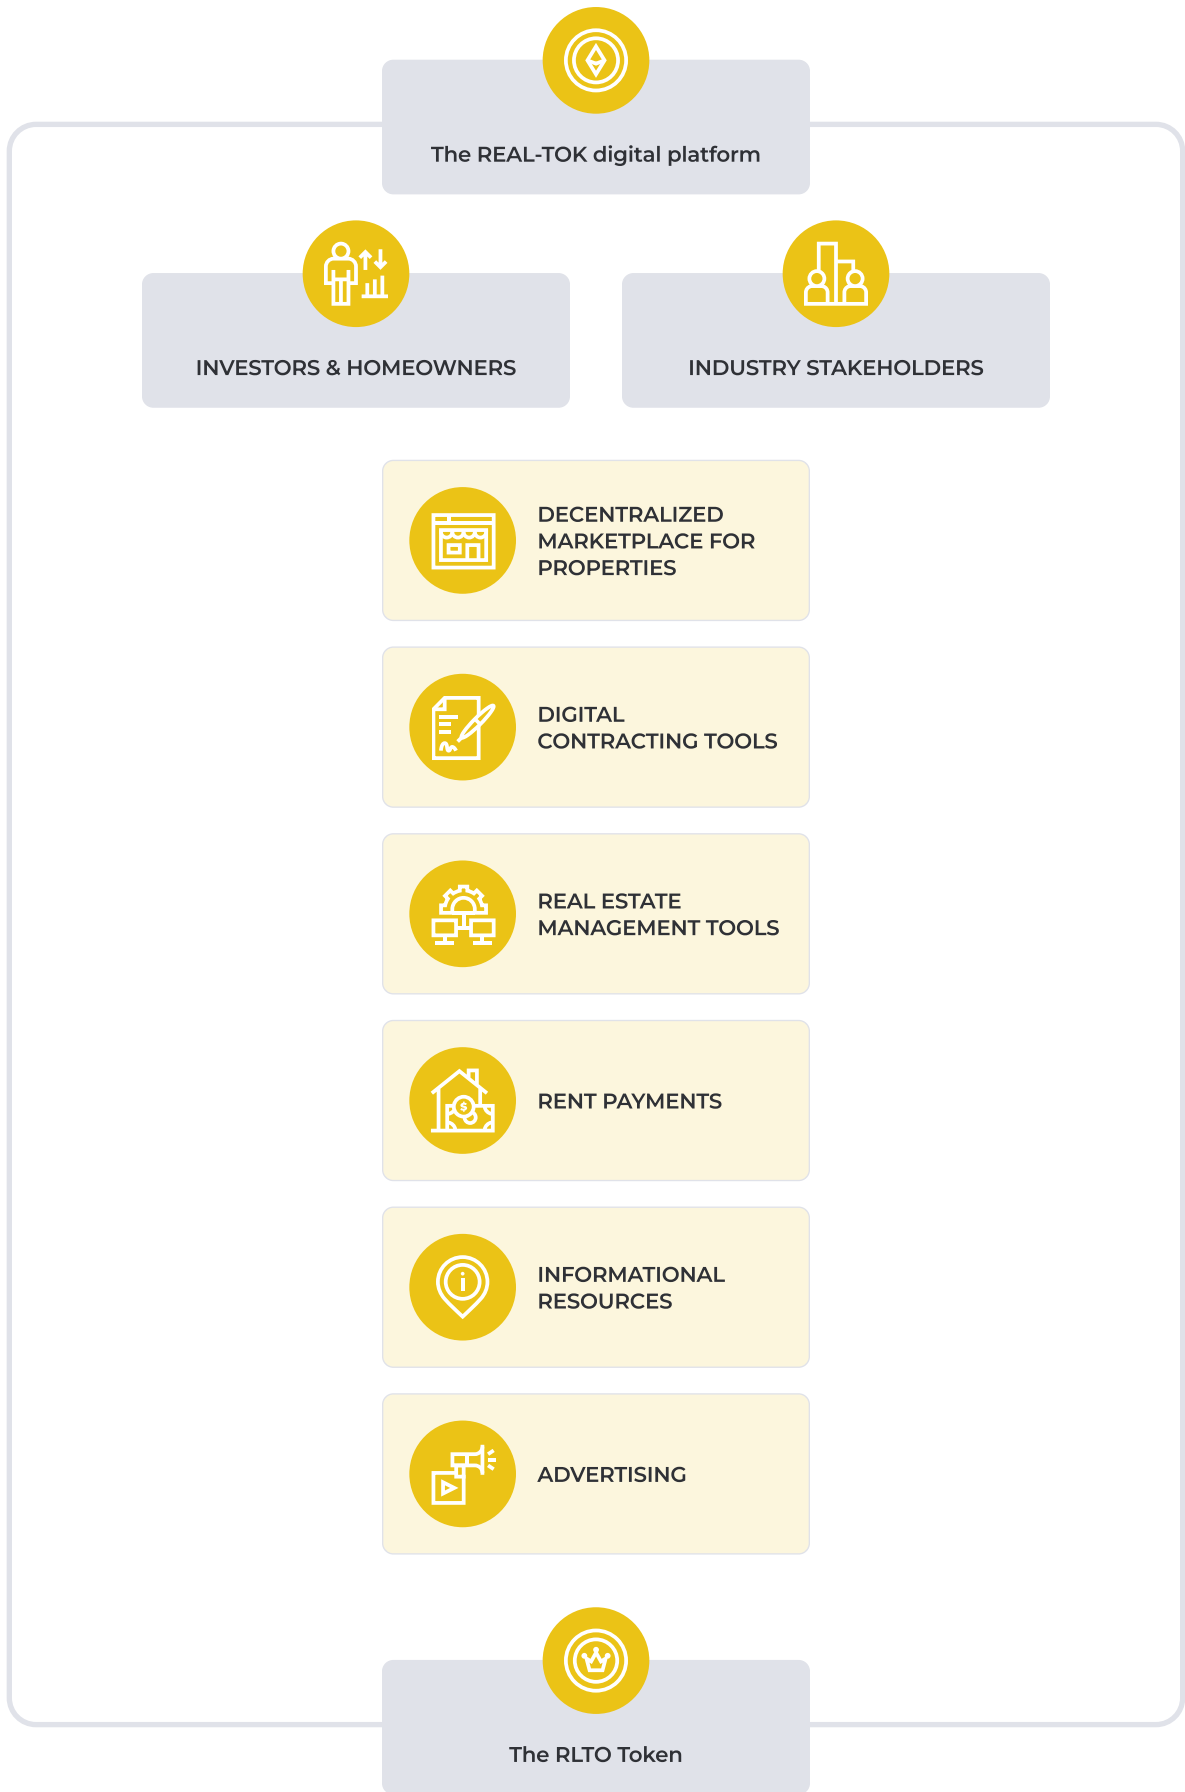 The REAL-TOK digital platform
INVESTORS & HOMEOWNERS
INDUSTRY STAKEHOLDERS
DECENTRALIZED
MARKETPLACE FOR
PROPERTIES
DIGITAL
CONTRACTING TOOLS
REAL ESTATE
MANAGEMENT TOOLS
RENT PAYMENTS
INFORMATIONAL
RESOURCES
ADVERTISING
The RLTO Token